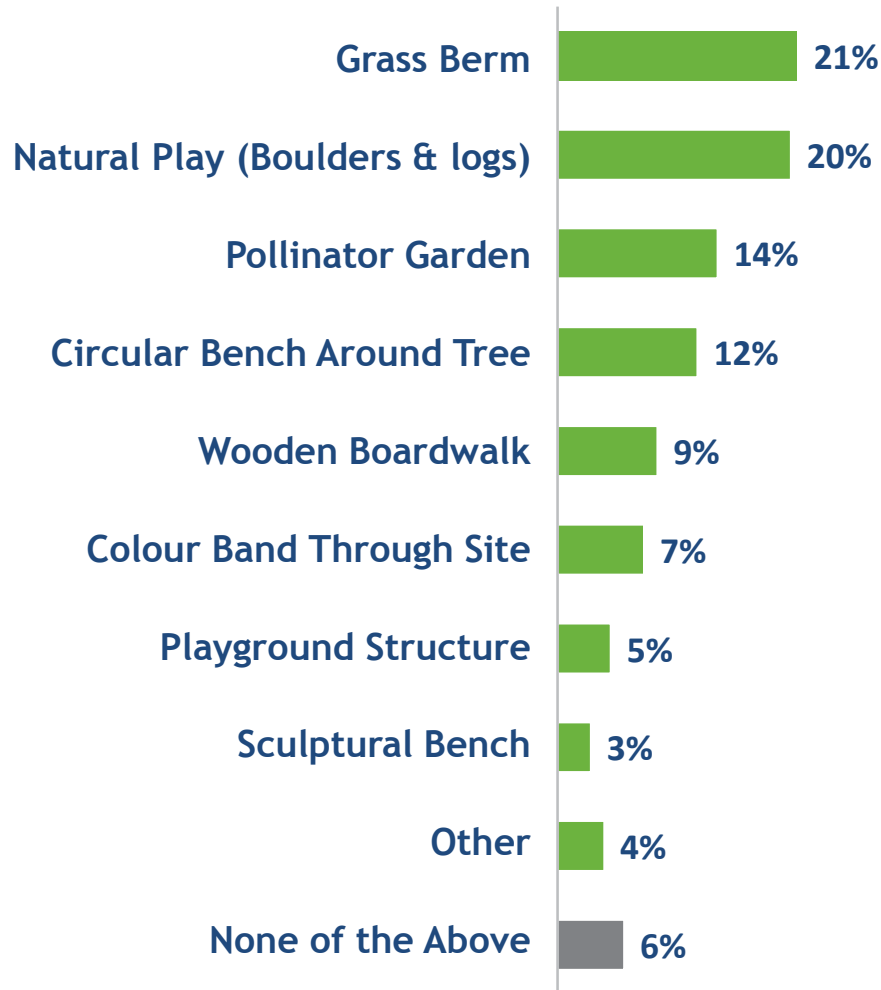 Grass Berm 21%
Natural Play (Boulders & logs) 20%
Pollinator Garden 14%
Circular Bench Around Tree 12%
Wooden Boardwalk 9%
Colour Band Through Site 7%
Playground Structure 5%
Sculptural Bench 3%
Other 4%
None of the Above 6%